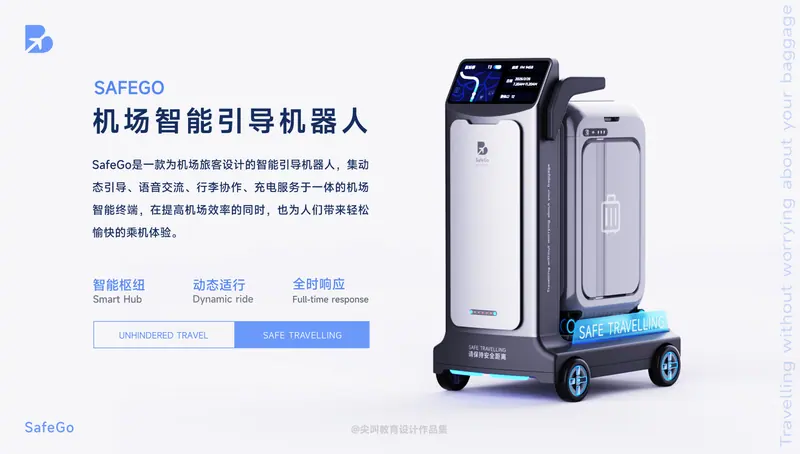 SAFEGO
机场智能引导机器人
SafeGo是一款为机场旅客设计的智能引导机器人，集动
态引导、语音交流、行李协作、充电服务于一体的机场
智能终端，在提高机场效率的同时，也为人们带来轻松
愉快的乘机体验。
智能枢纽
Smart Hub
动态适行
Dynamic ride
全时响应
Full-time response
UNHINDERED TRAVEL
SAFE TRAVELLING
SafeGo
SafeGo
SAFE TRAVELLING
SAFE TRAVELLING
请保持安全距离
@尖叫教育设计作品集
Travelling without worrying about your baggage